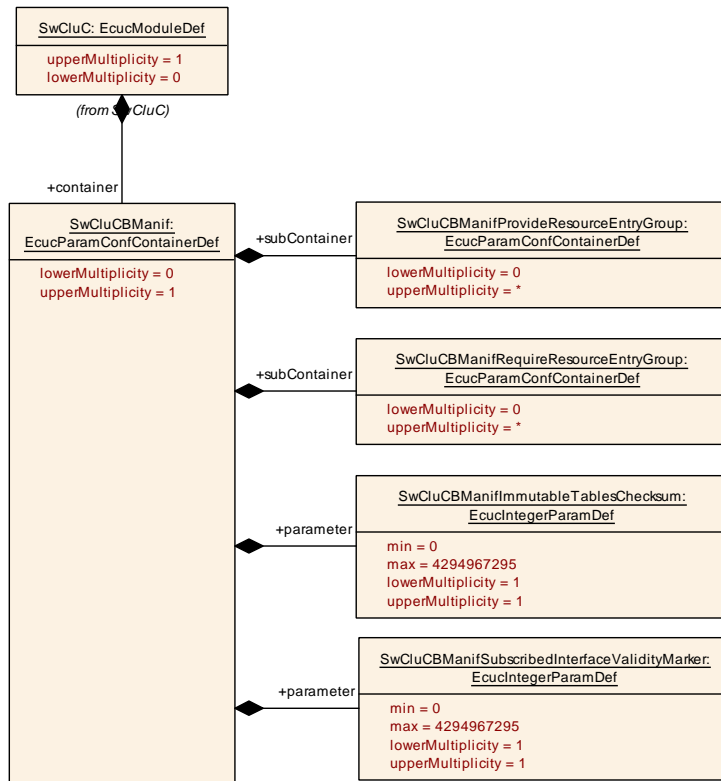 SwCluC: EcucModuleDef
upperMultiplicity = 1
lowerMultiplicity = 0
(from SwCluC)
+container
SwCluCBManif:
EcucParamConfContainerDef
lowerMultiplicity = 0
upperMultiplicity = 1
+subContainer
SwCluCBManifProvideResourceEntryGroup:
EcucParamConfContainerDef
lowerMultiplicity = 0
upperMultiplicity = *
+subContainer
SwCluCBManifRequireResourceEntryGroup:
EcucParamConfContainerDef
lowerMultiplicity = 0
upperMultiplicity = *
+parameter
SwCluCBManifImmutableTablesChecksum:
EcucIntegerParamDef
min = 0
max = 4294967295
lowerMultiplicity = 1
upperMultiplicity = 1
+parameter
SwCluCBManifSubscribedInterfaceValidityMarker:
EcucIntegerParamDef
min = 0
max = 4294967295
lowerMultiplicity = 1
upperMultiplicity = 1